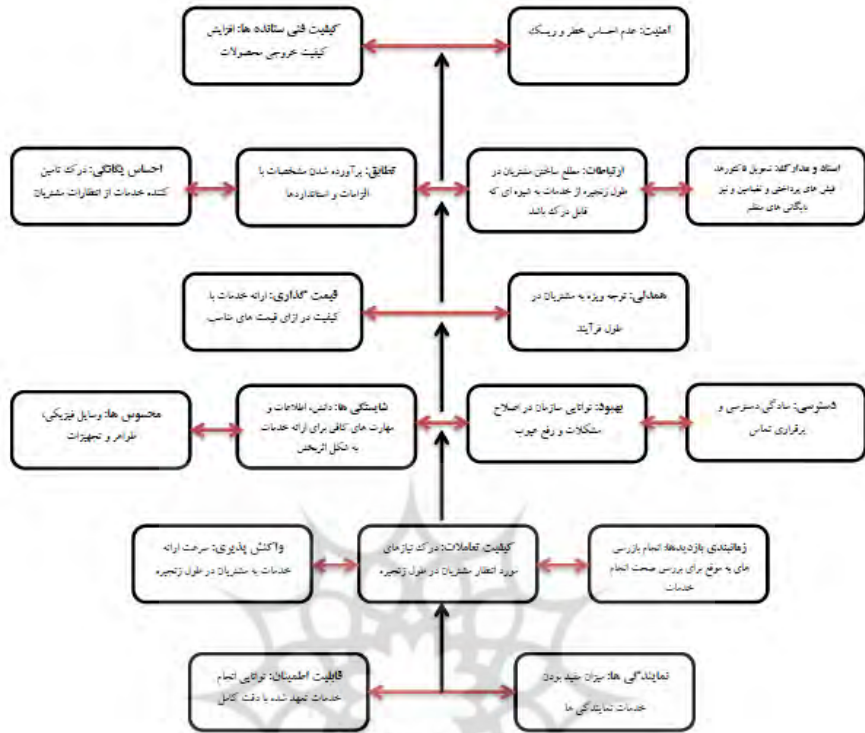 امنیت: عدم احساس خطر و ریسک
کیفیت فنی ستانده ها: افزایش
کیفیت خروجی محصولات
اسناد و مدارک: تحویل فاکتورها،
فیش های پرداختی و تضامین و نیز
بایگانی های منظم
ارتباطات: مطلع ساختن مشتریان در
طول زنجیره از خدمات به شیوه ای که
قابل درک باشد
تطابق: برآورده شدن مشخصات با
الزامات و استانداردها
احساس یگانگی: درک تامین
کننده خدمات از انتظارات مشتریان
همدلی: توجه ویژه به مشتریان در
طول فرآیند
قیمت گذاری: ارائه خدمات با
کیفیت در ازای قیمت های مناسب
دسترسی: سادگی دسترسی و
برقراری تماس
بهبود: توانایی سازمان در اصلاح
مشکلات و رفع عیوب
شایستگی ها: دانش، اطلاعات و
مهارت های کافی برای ارائه خدمات
به شکل اثربخش
محسوس ها: وسایل فیزیکی،
ظواهر و تجهیزات
زمانبندی بازدیدها: انجام بازرسی
های به موقع برای بررسی صحت انجام
خدمات
کیفیت تعاملات: درک نیازهای
مورد انتظار مشتریان در طول زنجیره
واکنش پذیری: سرعت ارائه
خدمات به مشتریان در طول زنجیره
نمایندگی ها: میزان مفید بودن
خدمات نمایندگی ها
قابلیت اطمینان: توانایی انجام
خدمات تعهد شده با دقت کامل